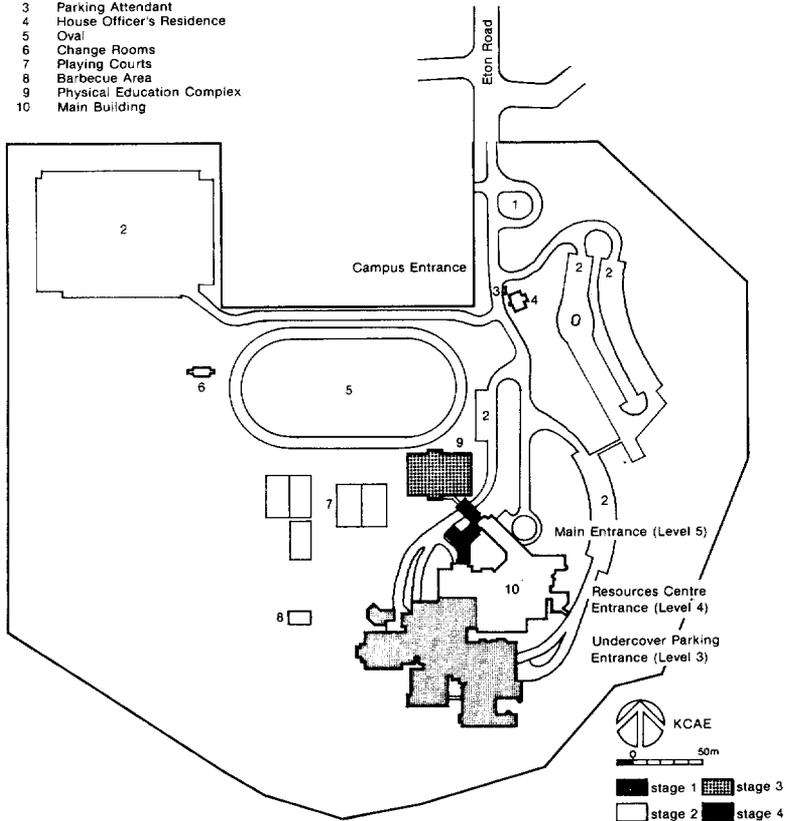 3 Parking Attendant
4 House Officer's Residence
5 Oval
6 Change Rooms
7 Playing Courts
8 Barbecue Area
9 Physical Education Complex
10 Main Building
Eton Road
1
2
Campus Entrance
3
4
2
2
6
5
2
9
7
2
Main Entrance (Level 5)
10
Resources Centre
Entrance (Level 4)
8
Undercover Parking
Entrance (Level 3)
KCAE
0
50m
stage 1
stage 3
stage 2
stage 4